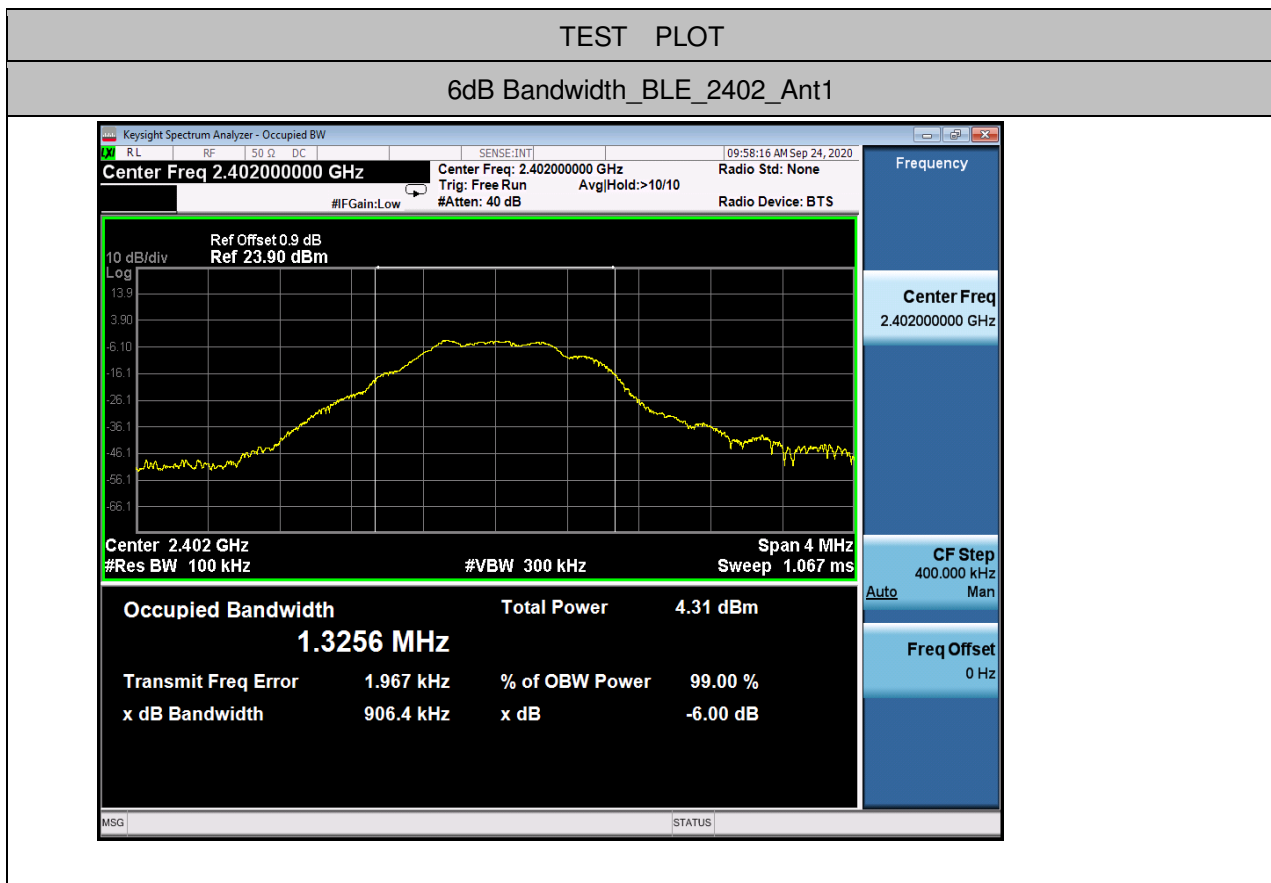 TEST PLOT
6dB Bandwidth_BLE_2402_Ant1
Keysight Spectrum Analyzer - Occupied BW
LXI RL RF 50 Ω DC SENSE:INT 09:58:16 AM Sep 24, 2020
Center Freq 2.402000000 GHz Center Freq: 2.402000000 GHz Radio Std: None
Trig: Free Run Avg|Hold:>10/10
#IFGain:Low #Atten: 40 dB Radio Device: BTS
Ref Offset 0.9 dB
10 dB/div Ref 23.90 dBm
Log
13.9
3.90
-6.10
-16.1
-26.1
-36.1
-46.1
-56.1
-66.1
Center 2.402 GHz Span 4 MHz
#Res BW 100 kHz #VBW 300 kHz Sweep 1.067 ms
Occupied Bandwidth Total Power 4.31 dBm
1.3256 MHz
Transmit Freq Error 1.967 kHz % of OBW Power 99.00 %
x dB Bandwidth 906.4 kHz x dB -6.00 dB
MSG STATUS
Frequency
Center Freq
2.402000000 GHz
CF Step
400.000 kHz
Auto Man
Freq Offset
0 Hz